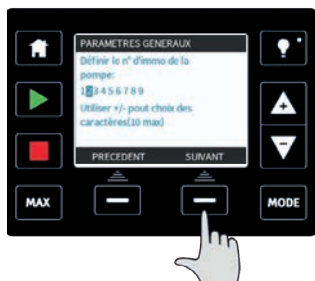 PARAMETRES GENERAUX
Définir le n° d'immo de la
pompe:
123456789
Utiliser +/- pout choix des
caractères(10 max)
PRECEDENT SUIVANT
MAX MODE